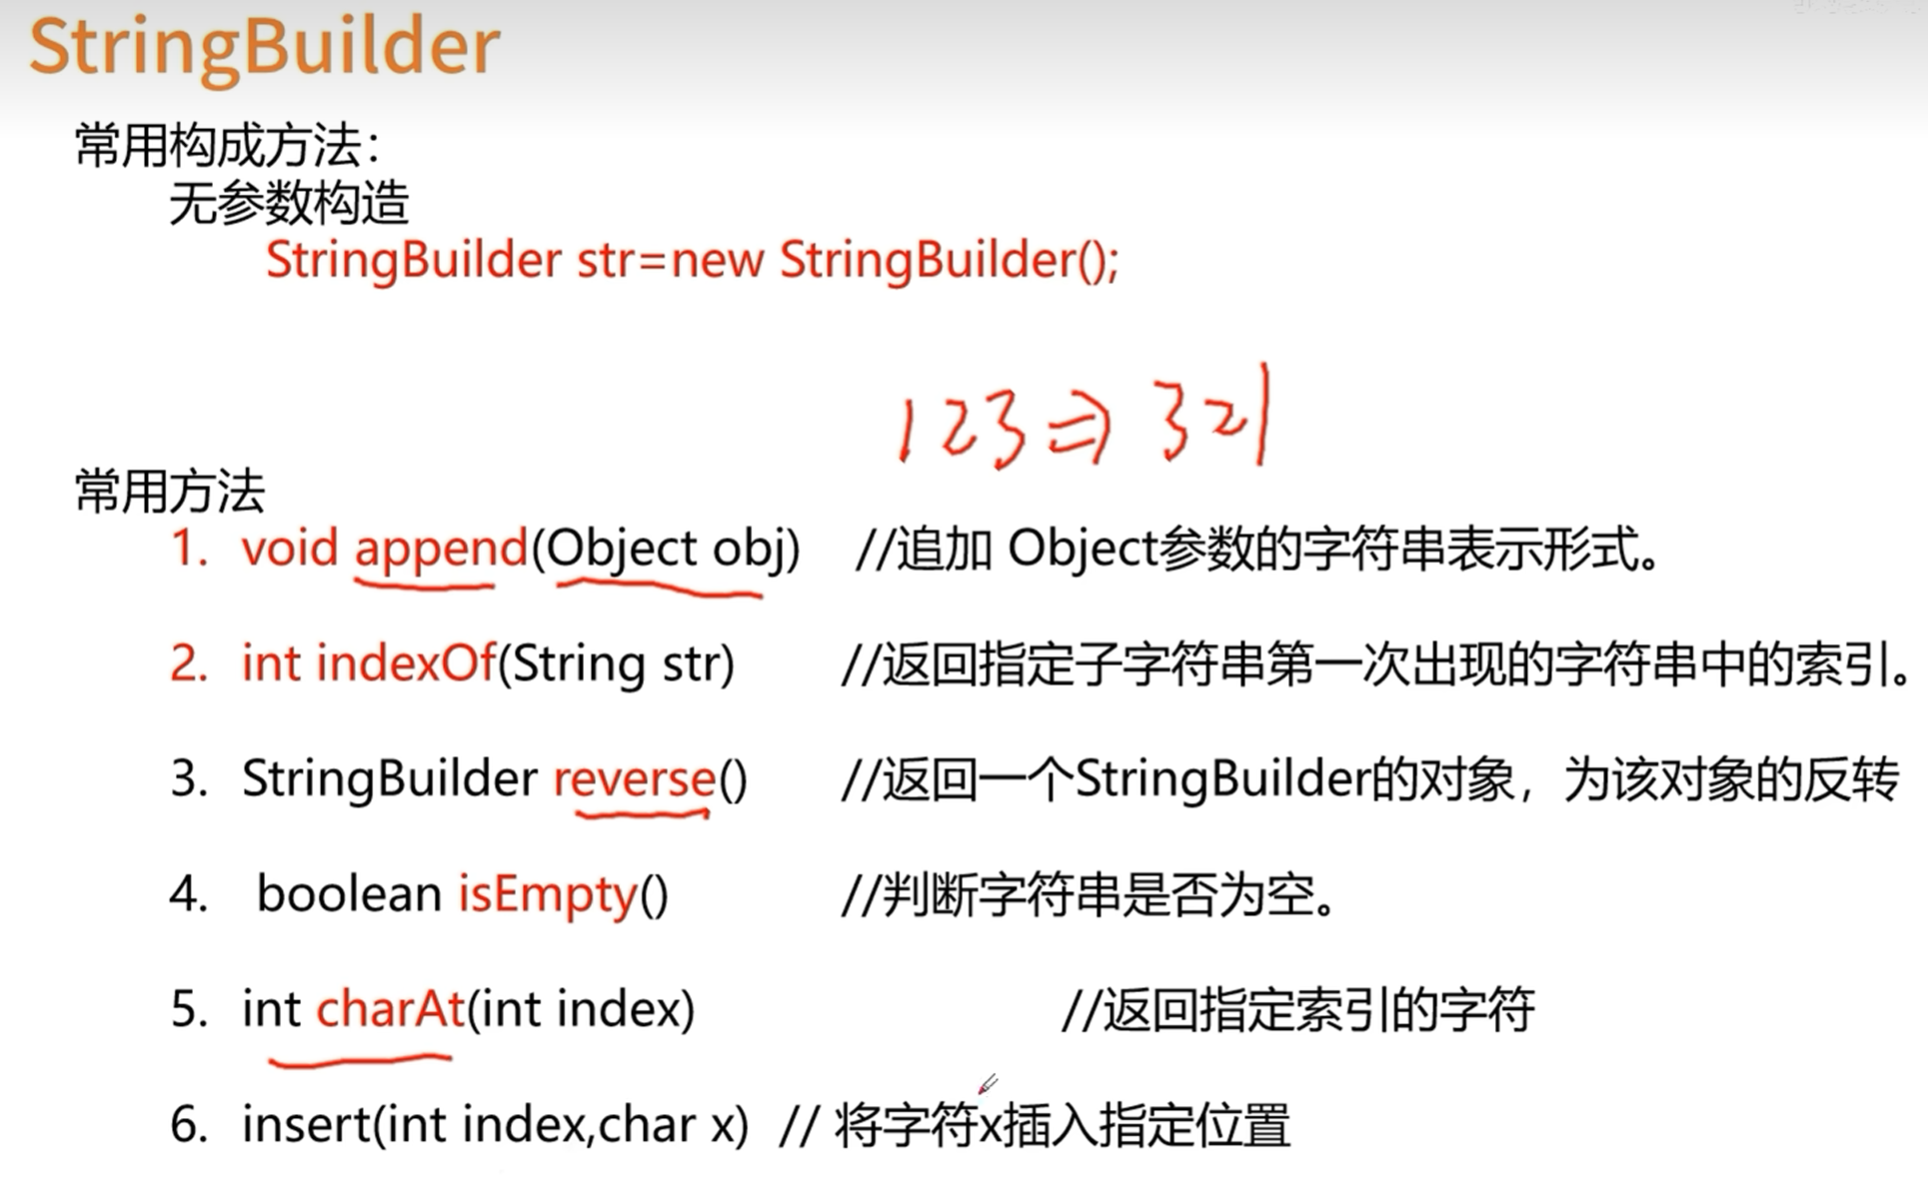 StringBuilder
常用构成方法：
无参数构造
StringBuilder str=new StringBuilder();
123⇒321
常用方法
1. void append(Object obj) //追加 Object参数的字符串表示形式。
2. int indexOf(String str) //返回指定子字符串第一次出现的字符串中的索引。
3. StringBuilder reverse() //返回一个StringBuilder的对象，为该对象的反转
4. boolean isEmpty() //判断字符串是否为空。
5. int charAt(int index) //返回指定索引的字符
6. insert(int index,char x) // 将字符x插入指定位置